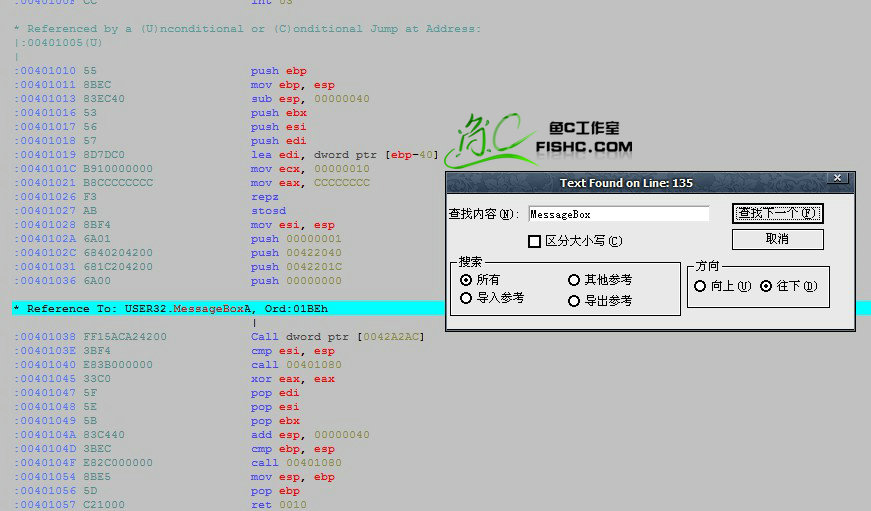 :0040100F CC int 03
* Referenced by a (U)nconditional or (C)onditional Jump at Address:
|:00401005(U)
|
:00401010 55 push ebp
:00401011 8BEC mov ebp, esp
:00401013 83EC40 sub esp, 00000040
:00401016 53 push ebx
:00401017 56 push esi
:00401018 57 push edi
:00401019 8D7DC0 lea edi, dword ptr [ebp-40]
:0040101C B910000000 mov ecx, 00000010
:00401021 B8CCCCCCCC mov eax, CCCCCCCC
:00401026 F3 repz
:00401027 AB stosd
:00401028 8BF4 mov esi, esp
:0040102A 6A01 push 00000001
:0040102C 6840204200 push 00422040
:00401031 681C204200 push 0042201C
:00401036 6A00 push 00000000
* Reference To: USER32.MessageBoxA, Ord:01BEh
|
:00401038 FF15ACA24200 Call dword ptr [0042A2AC]
:0040103E 3BF4 cmp esi, esp
:00401040 E83B000000 call 00401080
:00401045 33C0 xor eax, eax
:00401047 5F pop edi
:00401048 5E pop esi
:00401049 5B pop ebx
:0040104A 83C440 add esp, 00000040
:0040104D 3BEC cmp ebp, esp
:0040104F E82C000000 call 00401080
:00401054 8BE5 mov esp, ebp
:00401056 5D pop ebp
:00401057 C21000 ret 0010
鱼C
鱼C工作室
FISHC.COM
Text Found on Line: 135
查找内容(N): MessageBox
查找下一个(F)
区分大小写(C)
取消
搜索
所有
其他参考
导入参考
导出参考
方向
向上(U) 往下(D)